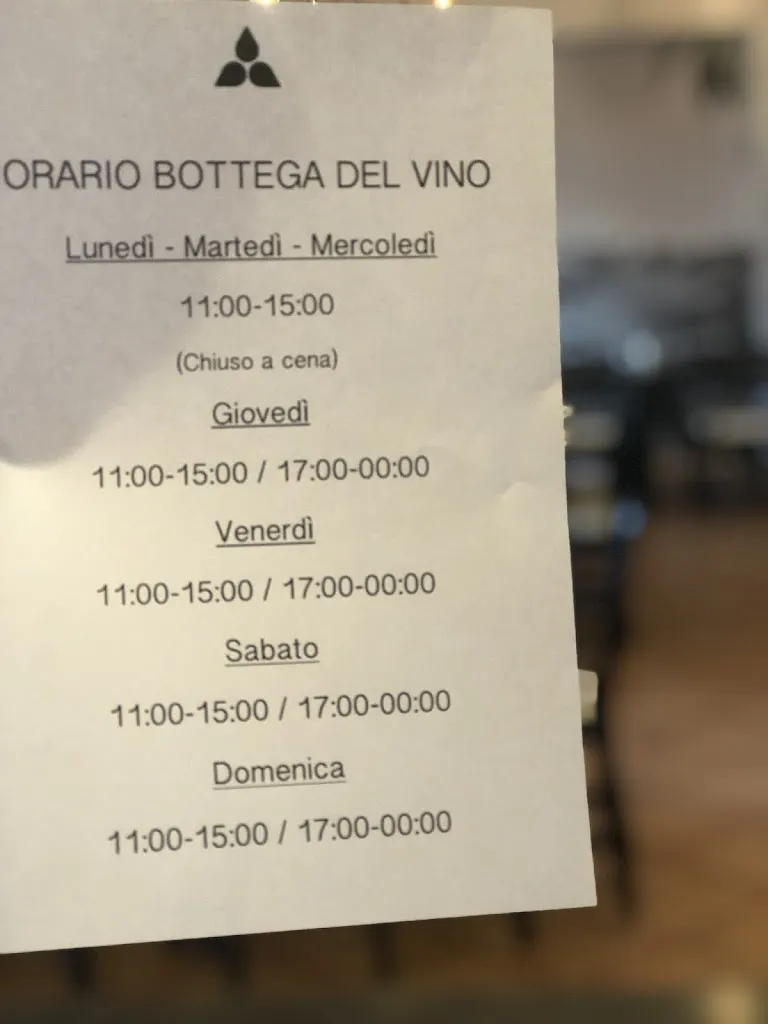 ORARIO BOTTEGA DEL VINO
Lunedì - Martedì - Mercoledì
11:00-15:00
(Chiuso a cena)
Giovedì
11:00-15:00 / 17:00-00:00
Venerdì
11:00-15:00 / 17:00-00:00
Sabato
11:00-15:00 / 17:00-00:00
Domenica
11:00-15:00 / 17:00-00:00